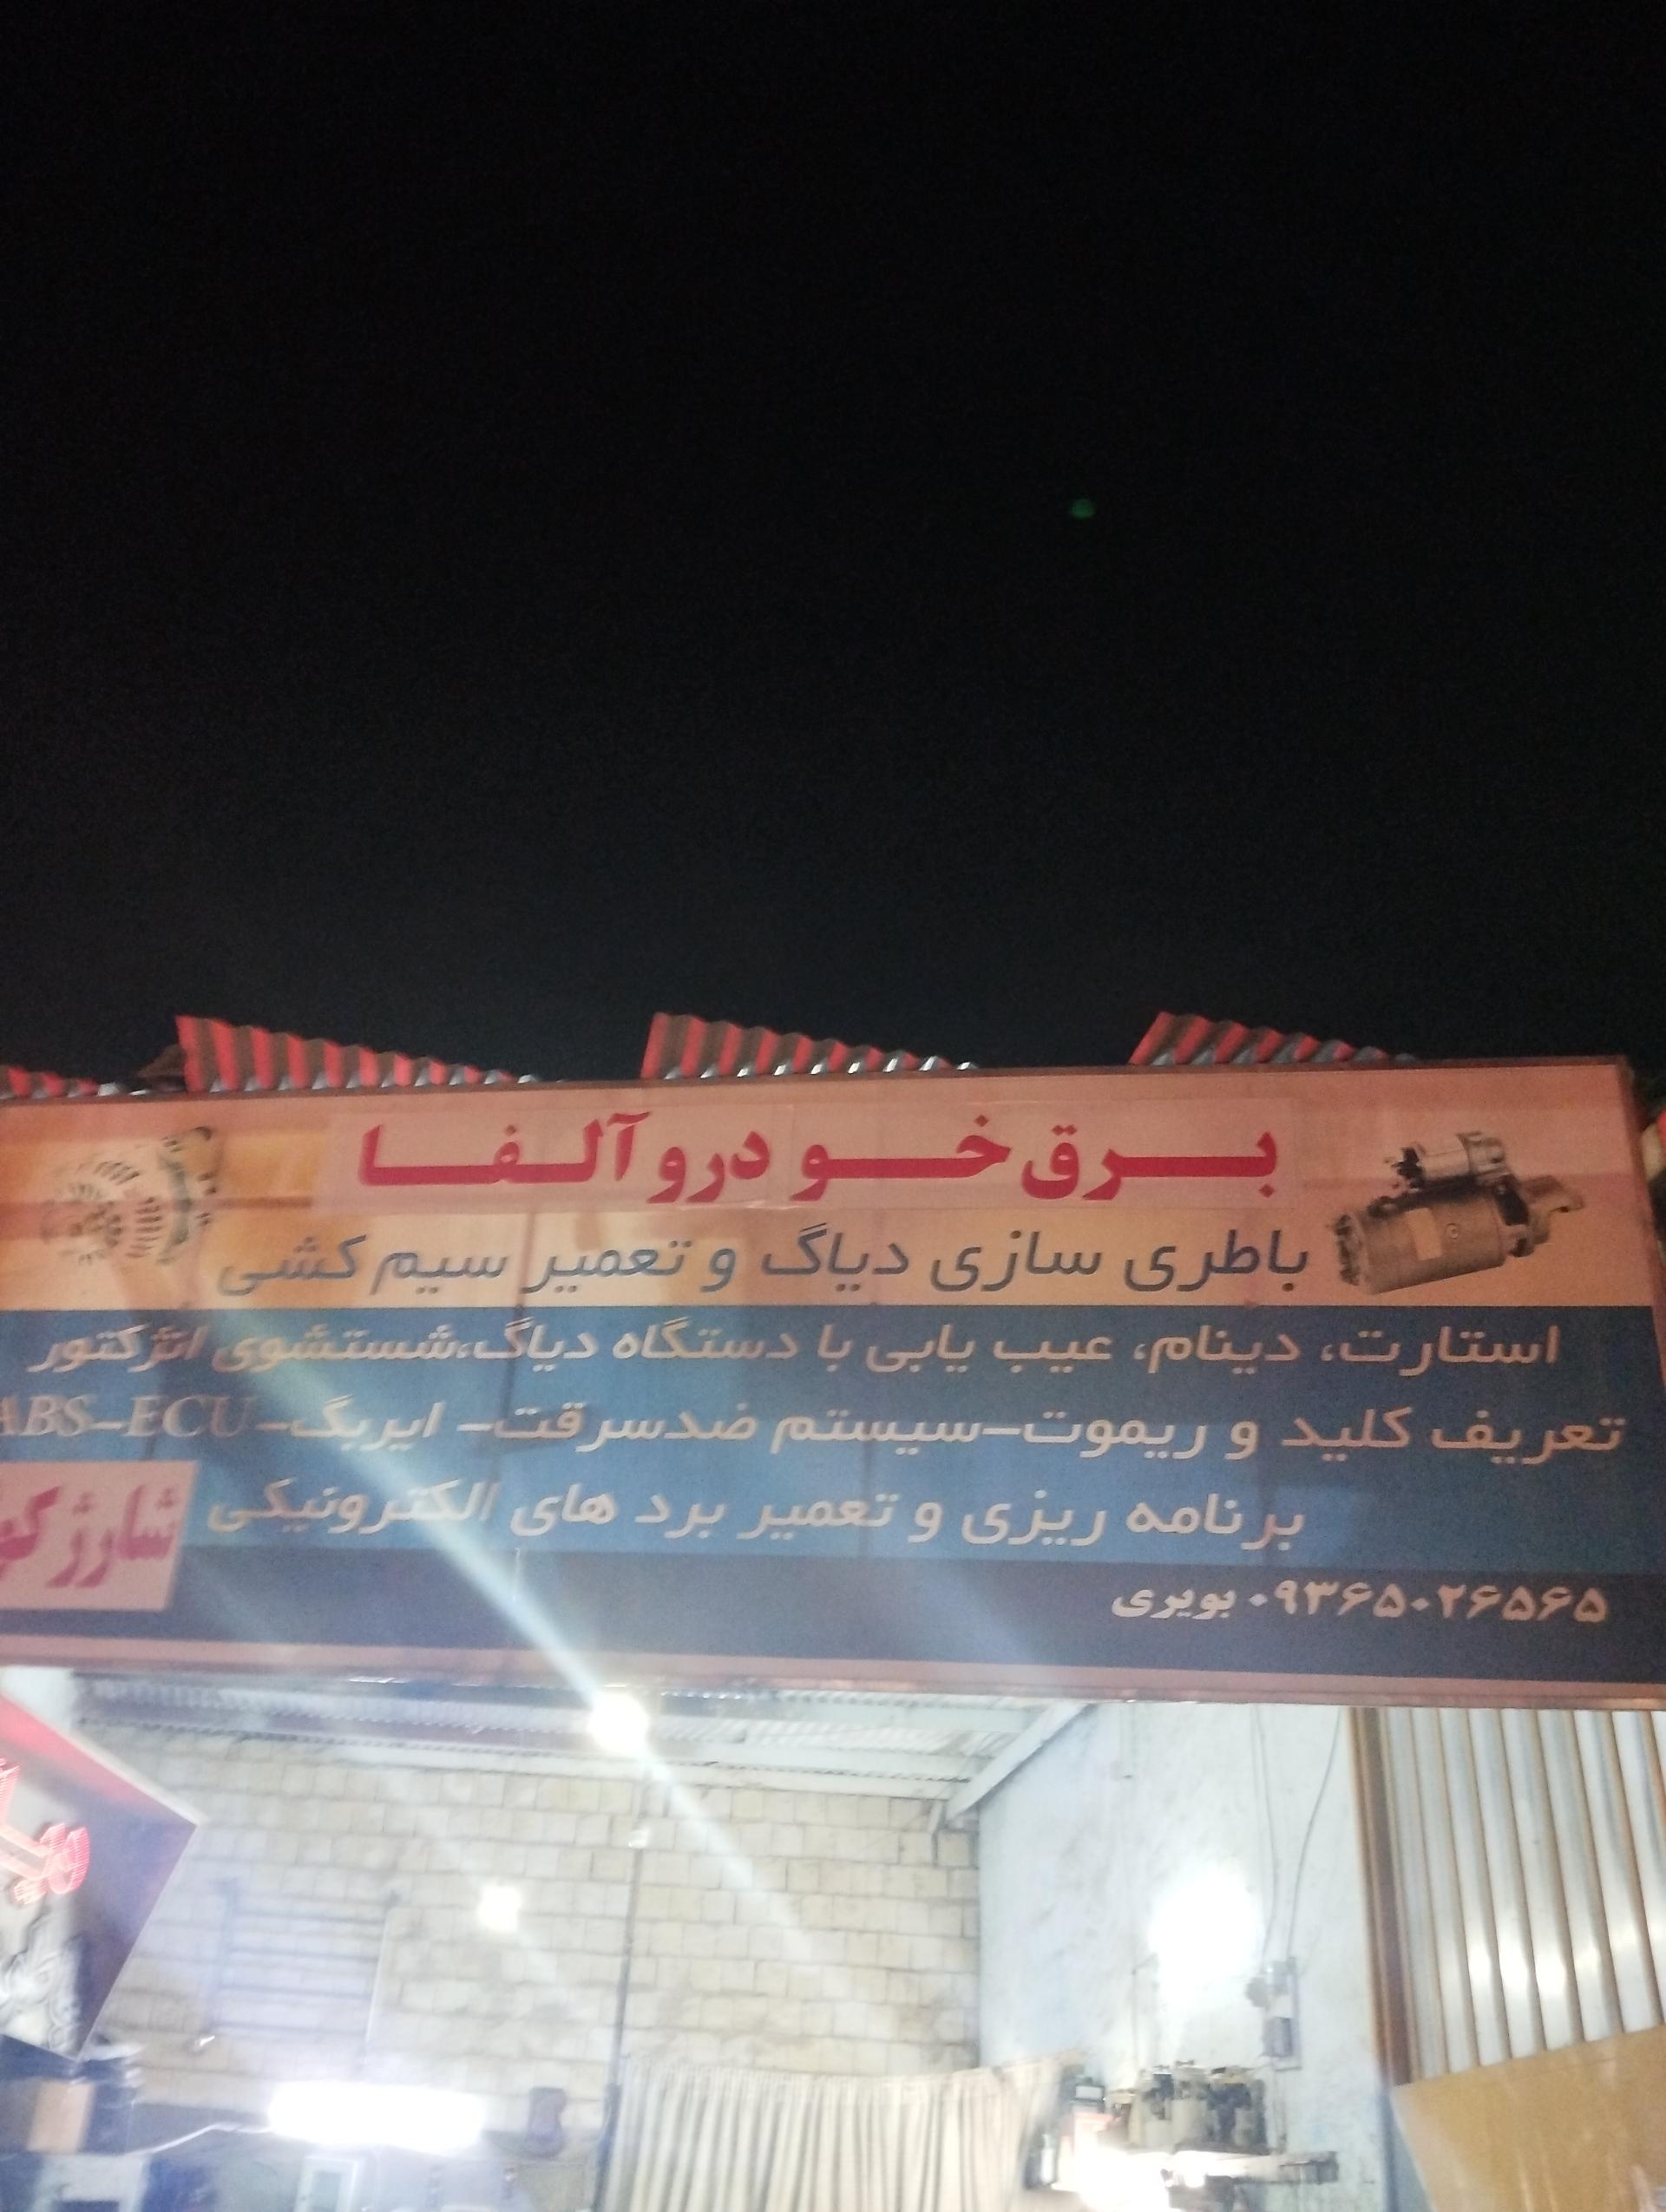 برق خودرو آلفا
باطری سازی دیاگ و تعمیر سیم کشی
استارت، دینام، عیب یابی با دستگاه دیاگ،شستشوی انژکتور
تعریف کلید و ریموت-سیستم ضدسرقت- ایربگ-ABS-ECU
برنامه ریزی و تعمیر برد های الکترونیکی
شارژ
۰۹۳۶۵۰۲۶۵۶۵ بویری